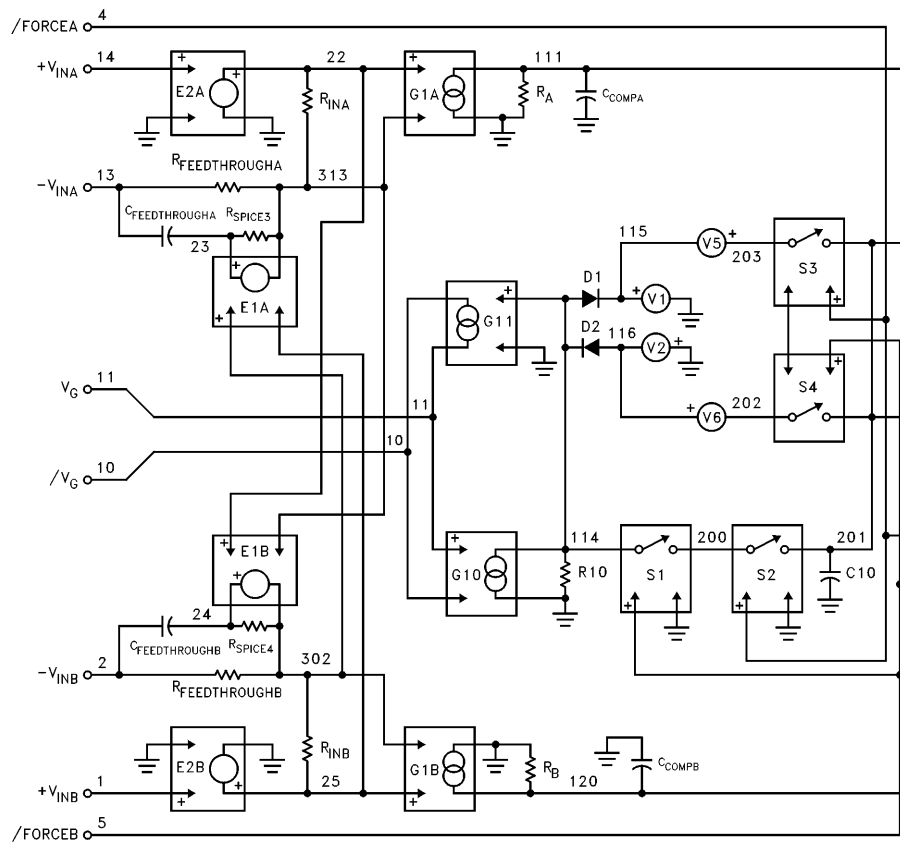 /FORCEA 4
+VINA 14
E2A
22
RINA
G1A
111
RA
CCOMPA
RFEEDTHROUGHA
-VINA 13
313
CFEEDTHROUGHA
RSPICE3
23
E1A
115
V5
203
S3
D1
V1
G11
D2
116
V2
S4
VG 11
11
V6
202
10
/VG 10
E1B
G10
114
R10
S1
200
S2
201
C10
24
CFEEDTHROUGHB
RSPICE4
-VINB 2
302
RFEEDTHROUGHB
E2B
RINB
G1B
RB
CCOMPB
+VINB 1
25
120
/FORCEB 5